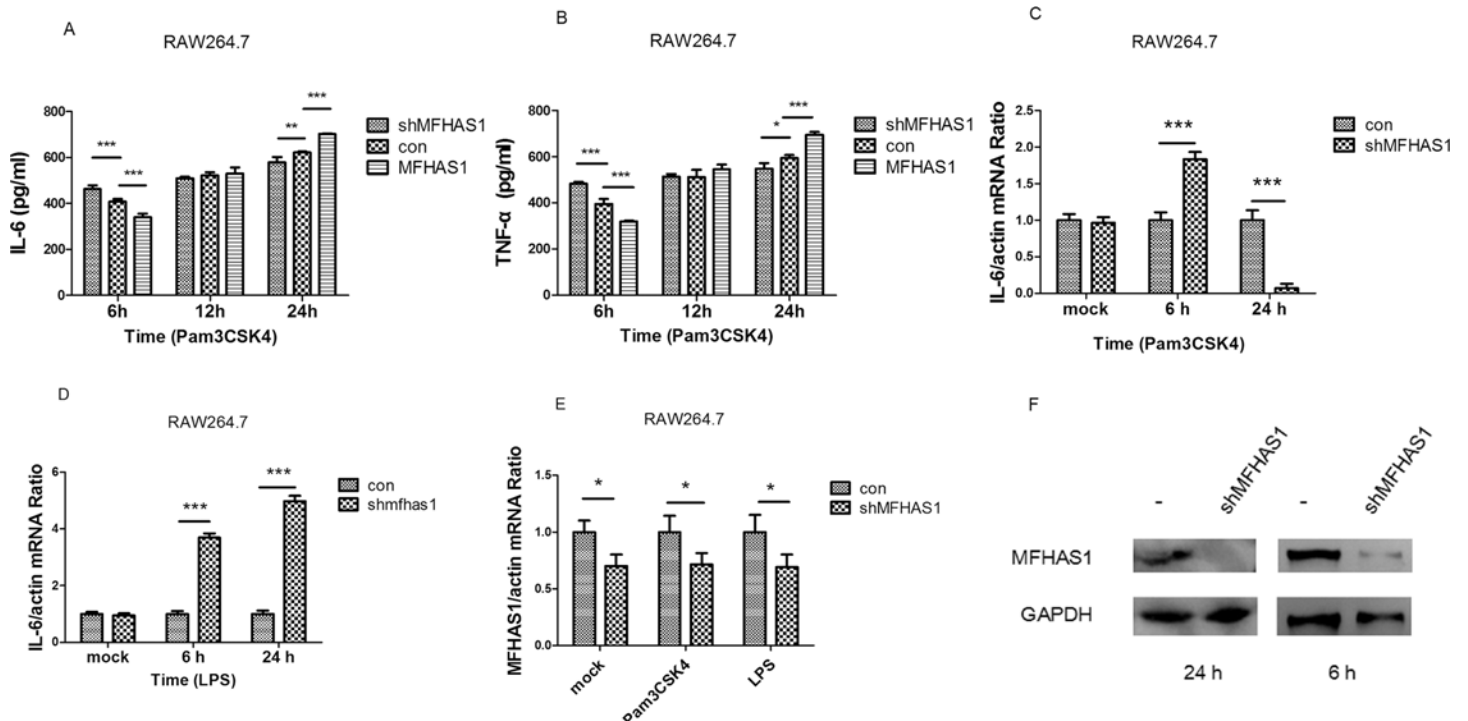 A
RAW264.7
IL-6 (pg/ml)
800
600
400
200
0
*** *** ** ***
6h 12h 24h
Time (Pam3CSK4)
shMFHAS1
con
MFHAS1
B
RAW264.7
TNF-α (pg/ml)
800
600
400
200
0
*** *** * ***
6h 12h 24h
Time (Pam3CSK4)
shMFHAS1
con
MFHAS1
C
RAW264.7
IL-6/actin mRNA Ratio
2.5
2.0
1.5
1.0
0.5
0.0
*** ***
mock 6 h 24 h
Time (Pam3CSK4)
con
shMFHAS1
D
RAW264.7
IL-6/actin mRNA Ratio
6
4
2
0
*** ***
mock 6 h 24 h
Time (LPS)
con
shmfhas1
E
RAW264.7
MFHAS1/actin mRNA Ratio
1.5
1.0
0.5
0.0
* * *
mock Pam3CSK4 LPS
con
shMFHAS1
F
- shMFHAS1 - shMFHAS1
MFHAS1
GAPDH
24 h 6 h